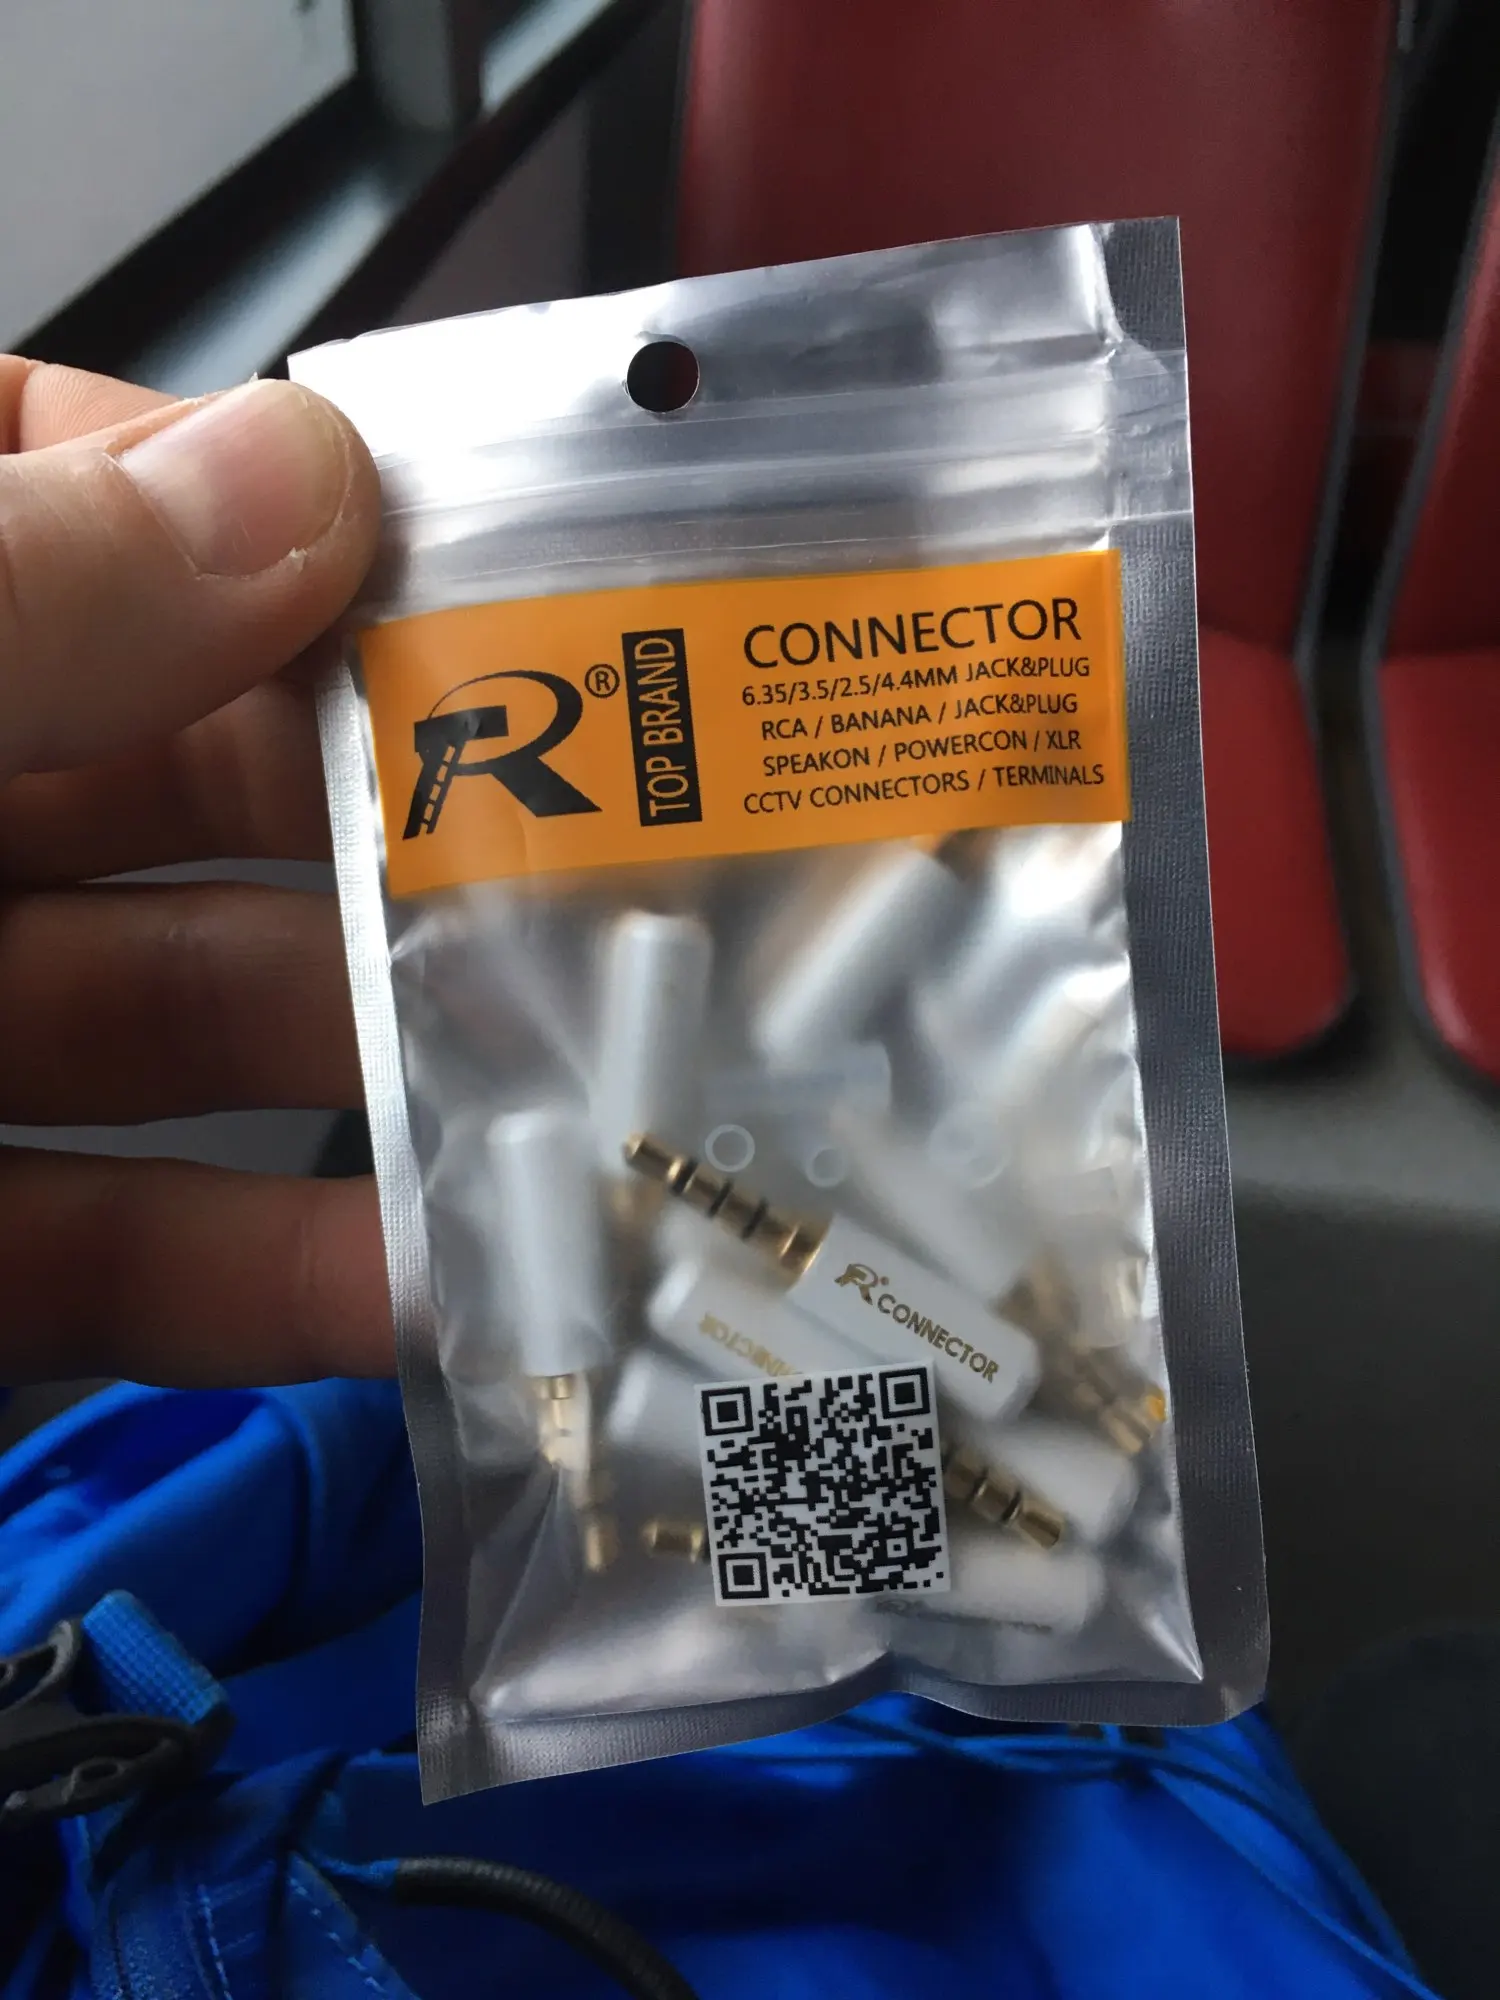 R®
TOP BRAND
CONNECTOR
6.35/3.5/2.5/4.4MM JACK&PLUG
RCA / BANANA / JACK&PLUG
SPEAKON / POWERCON / XLR
CCTV CONNECTORS / TERMINALS
R CONNECTOR